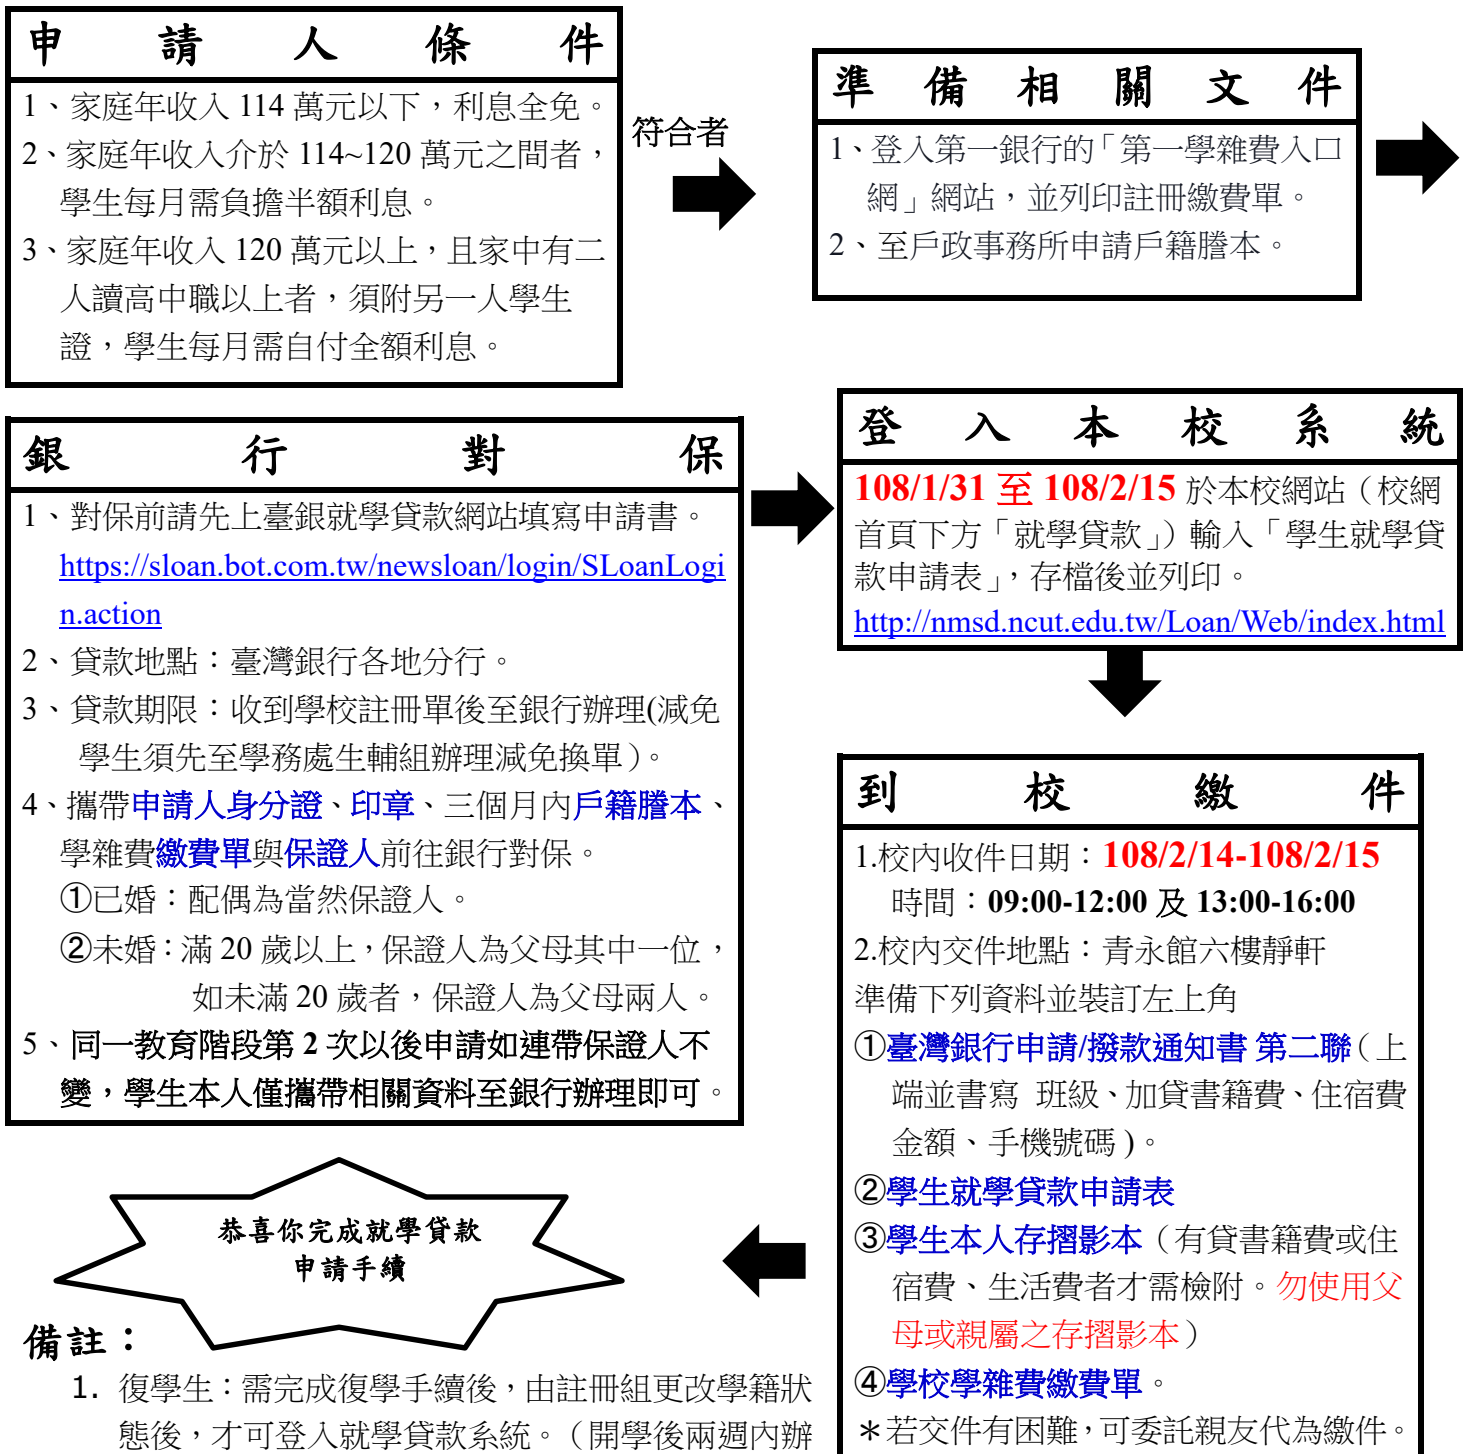 申請人條件
1、家庭年收入 114 萬元以下，利息全免。
2、家庭年收入介於 114~120 萬元之間者，
學生每月需負擔半額利息。
3、家庭年收入 120 萬元以上，且家中有二
人讀高中職以上者，須附另一人學生
證，學生每月需自付全額利息。
符合者
準備相關文件
1、登入第一銀行的「第一學雜費入口
網」網站，並列印註冊繳費單。
2、至戶政事務所申請戶籍謄本。
銀行對保
1、對保前請先上臺銀就學貸款網站填寫申請書。
https://sloan.bot.com.tw/newsloan/login/SLoanLogi
n.action
2、貸款地點：臺灣銀行各地分行。
3、貸款期限：收到學校註冊單後至銀行辦理(減免
學生須先至學務處生輔組辦理減免換單)。
4、攜帶申請人身分證、印章、三個月內戶籍謄本、
學雜費繳費單與保證人前往銀行對保。
①已婚：配偶為當然保證人。
②未婚：滿 20 歲以上，保證人為父母其中一位，
如未滿 20 歲者，保證人為父母兩人。
5、同一教育階段第 2 次以後申請如連帶保證人不
變，學生本人僅攜帶相關資料至銀行辦理即可。
登入本校系統
108/1/31 至 108/2/15 於本校網站（校網
首頁下方「就學貸款」）輸入「學生就學貸
款申請表」，存檔後並列印。
http://nmsd.ncut.edu.tw/Loan/Web/index.html
到校繳件
1.校內收件日期：108/2/14-108/2/15
時間：09:00-12:00 及 13:00-16:00
2.校內交件地點：青永館六樓靜軒
準備下列資料並裝訂左上角
①臺灣銀行申請/撥款通知書 第二聯（上
端並書寫 班級、加貸書籍費、住宿費
金額、手機號碼）。
②學生就學貸款申請表
③學生本人存摺影本（有貸書籍費或住
宿費、生活費者才需檢附。勿使用父
母或親屬之存摺影本）
④學校學雜費繳費單。
＊若交件有困難，可委託親友代為繳件。
恭喜你完成就學貸款
申請手續
備註：
1. 復學生：需完成復學手續後，由註冊組更改學籍狀
態後，才可登入就學貸款系統。（開學後兩週內辦